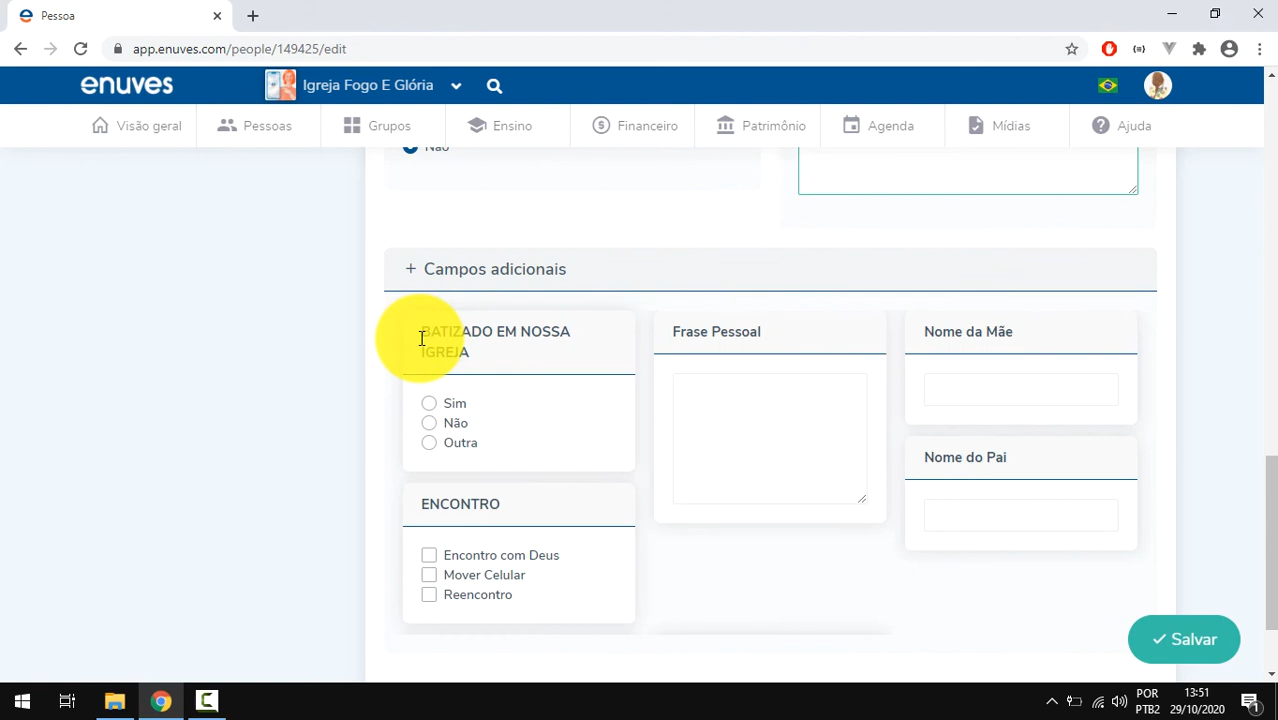 Pessoa
app.enuves.com/people/149425/edit
enuves
Igreja Fogo E Glória
Visão geral
Pessoas
Grupos
Ensino
Financeiro
Patrimônio
Agenda
Mídias
Ajuda
Não
+ Campos adicionais
BATIZADO EM NOSSA
IGREJA
Sim
Não
Outra
ENCONTRO
Encontro com Deus
Mover Celular
Reencontro
Frase Pessoal
Nome da Mãe
Nome do Pai
Salvar
POR
PTB2
13:51
29/10/2020
1